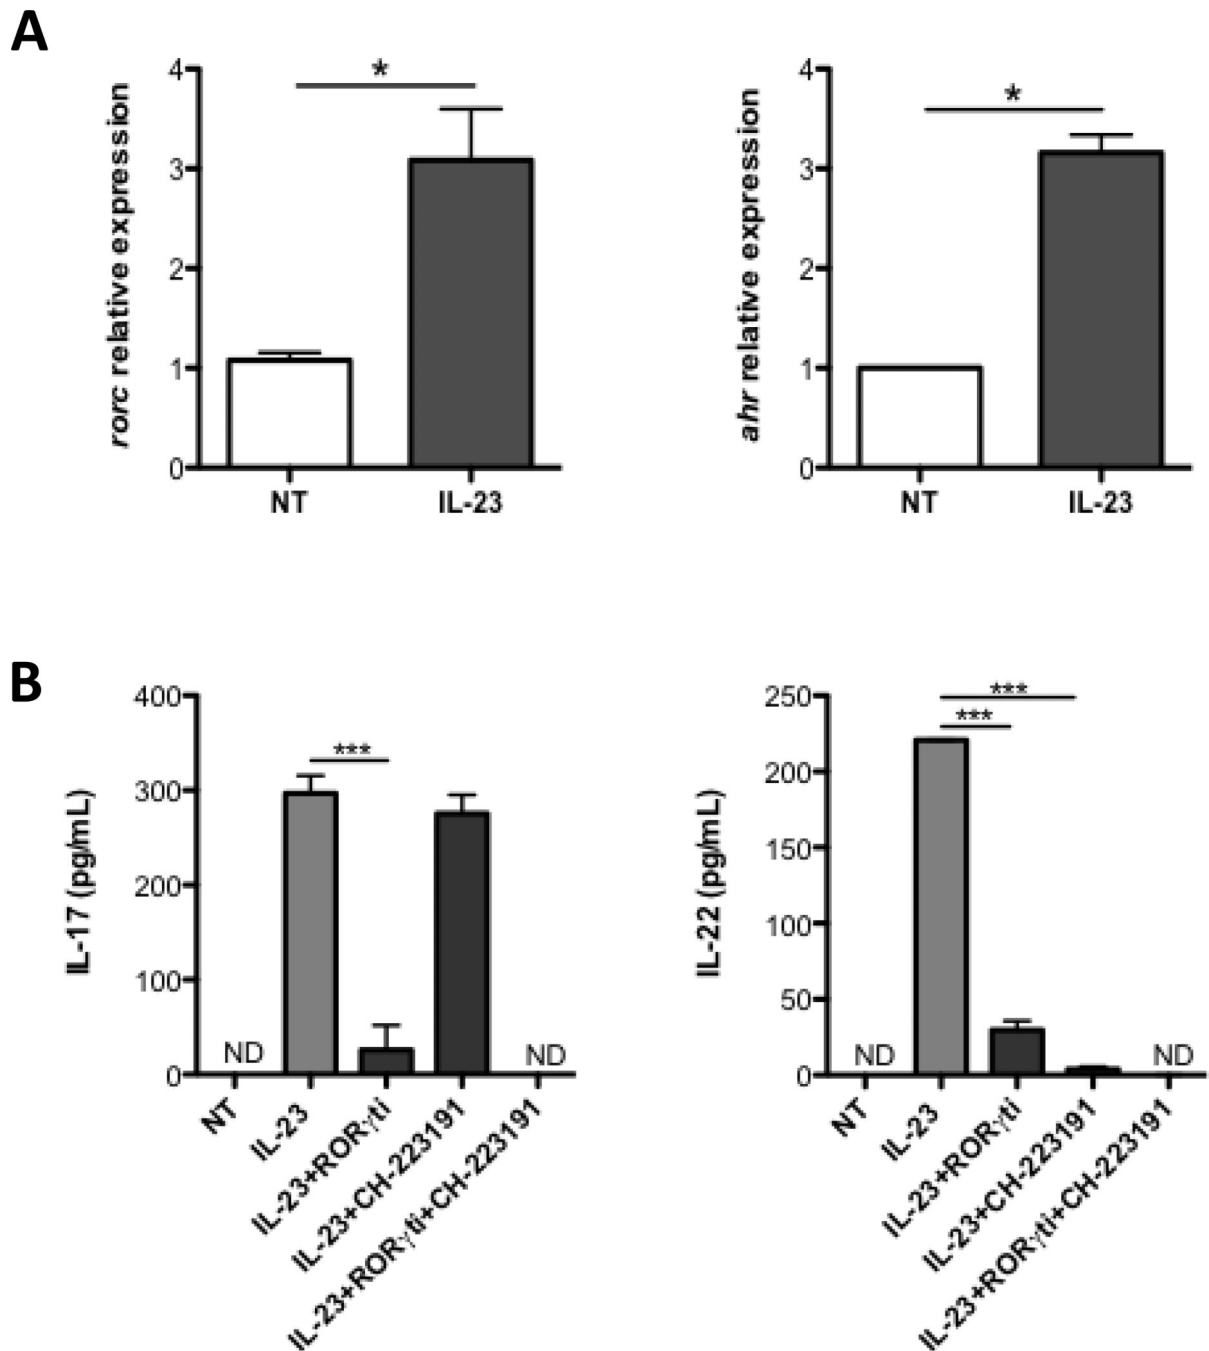 A
rorc relative expression
4
3
2
1
0
*
NT
IL-23
ahr relative expression
4
3
2
1
0
*
NT
IL-23
B
IL-17 (pg/mL)
400
300
200
100
0
ND
***
ND
NT
IL-23
IL-23+RORγti
IL-23+CH-223191
IL-23+RORγti+CH-223191
IL-22 (pg/mL)
250
200
150
100
50
0
***
***
ND
ND
NT
IL-23
IL-23+RORγti
IL-23+CH-223191
IL-23+RORγti+CH-223191